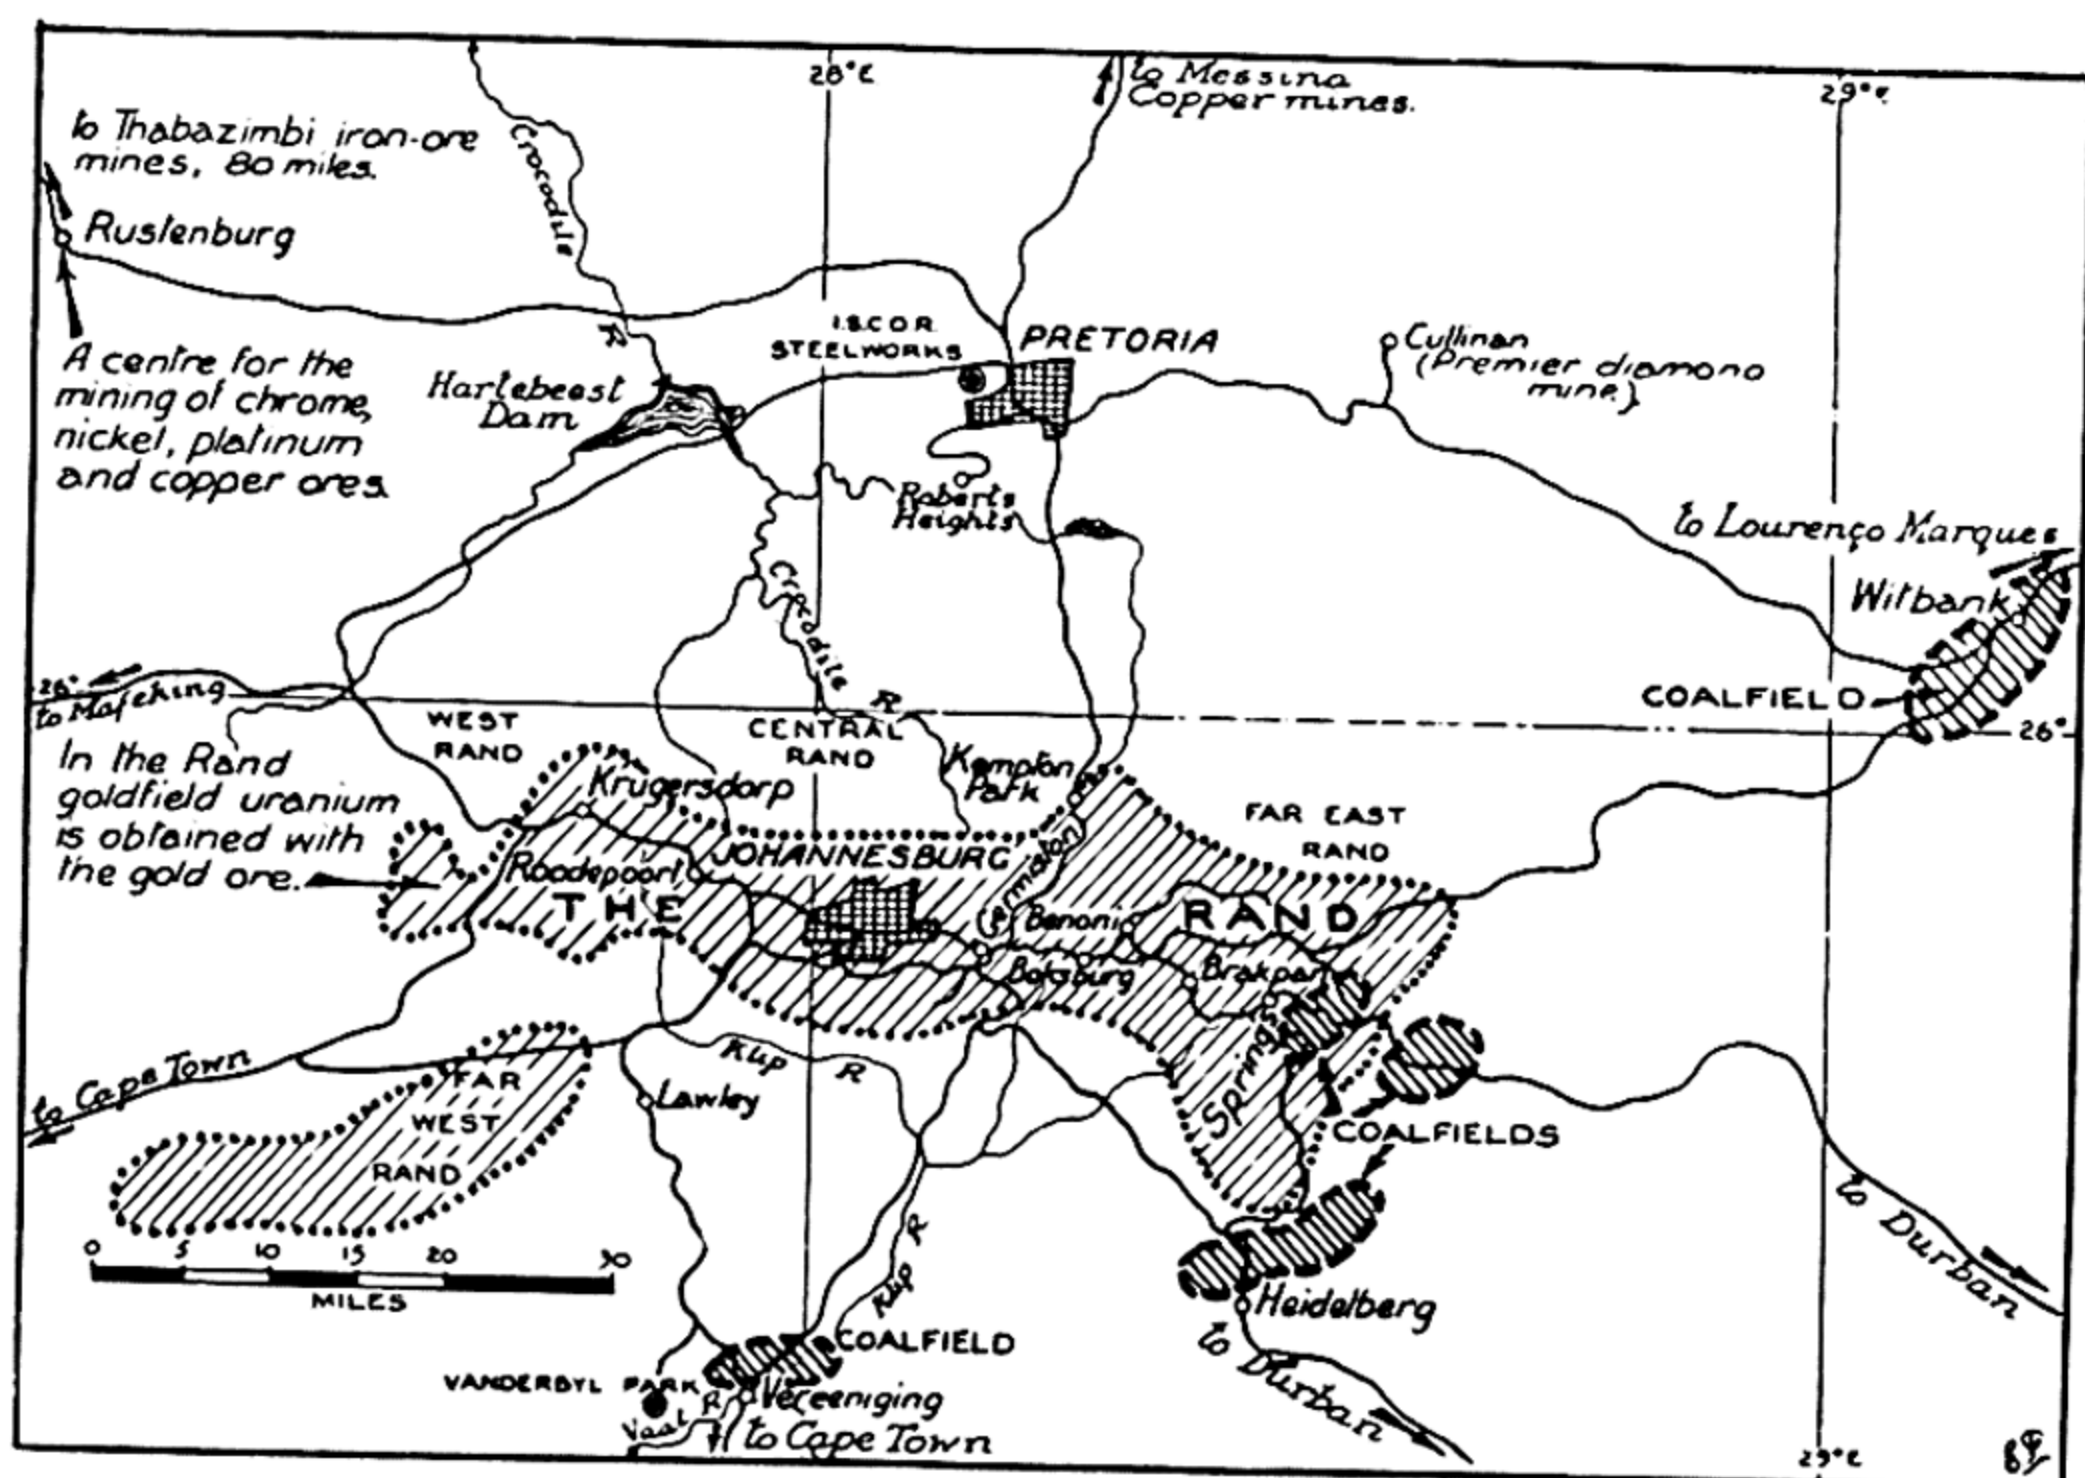 28°E
to Messina
Copper mines.
29°E
to Thabazimbi iron-ore
mines, 80 miles.
Crocodile
R
Rustenburg
A centre for the
mining of chrome,
nickel, platinum
and copper ores.
I.S.C.O.R.
STEELWORKS
PRETORIA
Cullinan
(Premier diamond
mine.)
Hartebeest
Dam
Roberts
Heights
to Lourenço Marques
Witbank
COALFIELD
Crocodile
R
26°
to Mafeking
26°
WEST
RAND
CENTRAL
RAND
Kempton
Park
In the Rand
goldfield uranium
is obtained with
the gold ore.
Krugersdorp
FAR EAST
RAND
Roodepoort
JOHANNESBURG
Germiston
THE
RAND
Benoni
Boksburg
Brakpan
Springs
to Cape Town
FAR
WEST
RAND
Klip R
Lawley
COALFIELDS
0 5 10 15 20 30
MILES
Klip R
to Durban
Heidelberg
to Durban
COALFIELD
VANDERBYL PARK
Vaal R
Vereeniging
to Cape Town
29°E